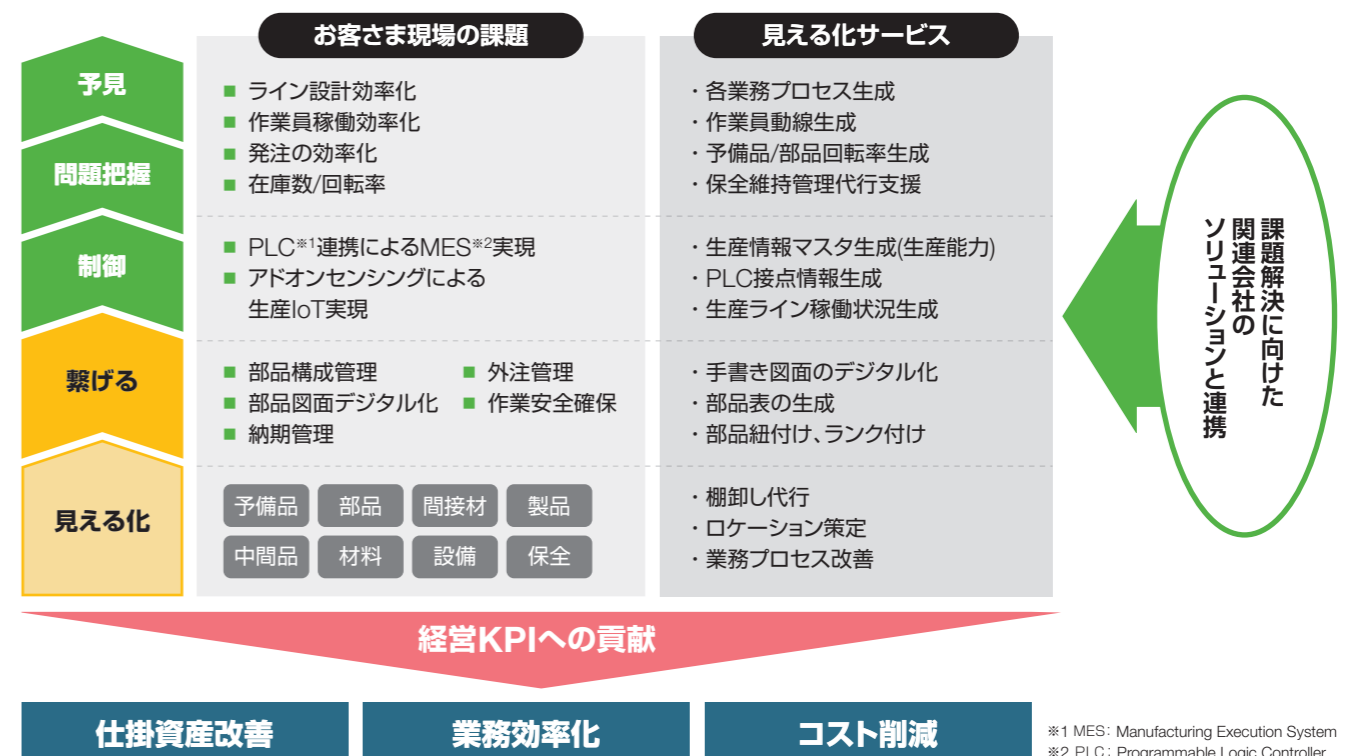 お客さま現場の課題
見える化サービス
予見
問題把握
制御
繋げる
見える化
■ ライン設計効率化
■ 作業員稼働効率化
■ 発注の効率化
■ 在庫数/回転率
・各業務プロセス生成
・作業員動線生成
・予備品/部品回転率生成
・保全維持管理代行支援
■ PLC※1連携によるMES※2実現
■ アドオンセンシングによる
生産IoT実現
・生産情報マスタ生成(生産能力)
・PLC接点情報生成
・生産ライン稼働状況生成
■ 部品構成管理 ■ 外注管理
■ 部品図面デジタル化 ■ 作業安全確保
■ 納期管理
・手書き図面のデジタル化
・部品表の生成
・部品紐付け、ランク付け
予備品 部品 間接材 製品
中間品 材料 設備 保全
・棚卸し代行
・ロケーション策定
・業務プロセス改善
課題解決に向けた
関連会社の
ソリューションと連携
経営KPIへの貢献
仕掛資産改善
業務効率化
コスト削減
※1 MES: Manufacturing Execution System
※2 PLC: Programmable Logic Controller